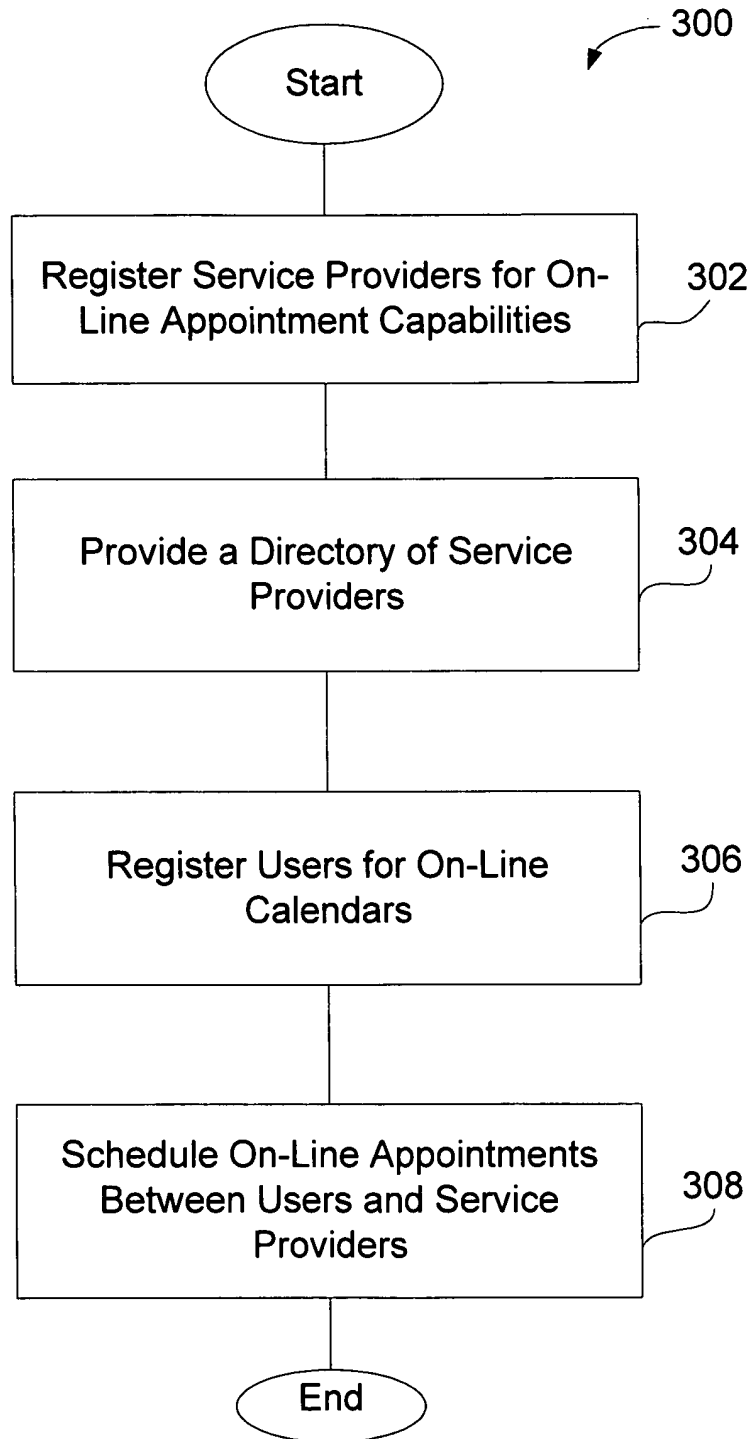 300
Start
Register Service Providers for On-
Line Appointment Capabilities
302
Provide a Directory of Service
Providers
304
Register Users for On-Line
Calendars
306
Schedule On-Line Appointments
Between Users and Service
Providers
308
End